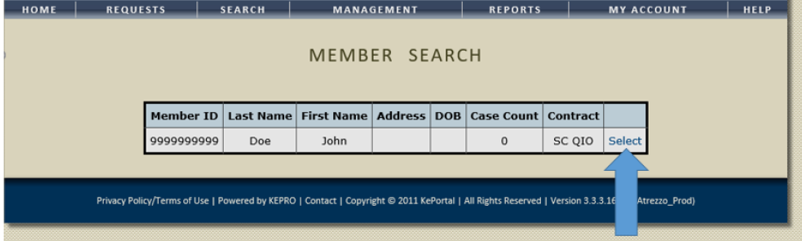 HOME REQUESTS SEARCH MANAGEMENT REPORTS MY ACCOUNT HELP
MEMBER SEARCH
Member ID Last Name First Name Address DOB Case Count Contract
9999999999 Doe John 0 SC QIO Select
Privacy Policy/Terms of Use | Powered by KEPRO | Contact | Copyright © 2011 KePortal | All Rights Reserved | Version 3.3.3.16 Atrezzo_Prod)